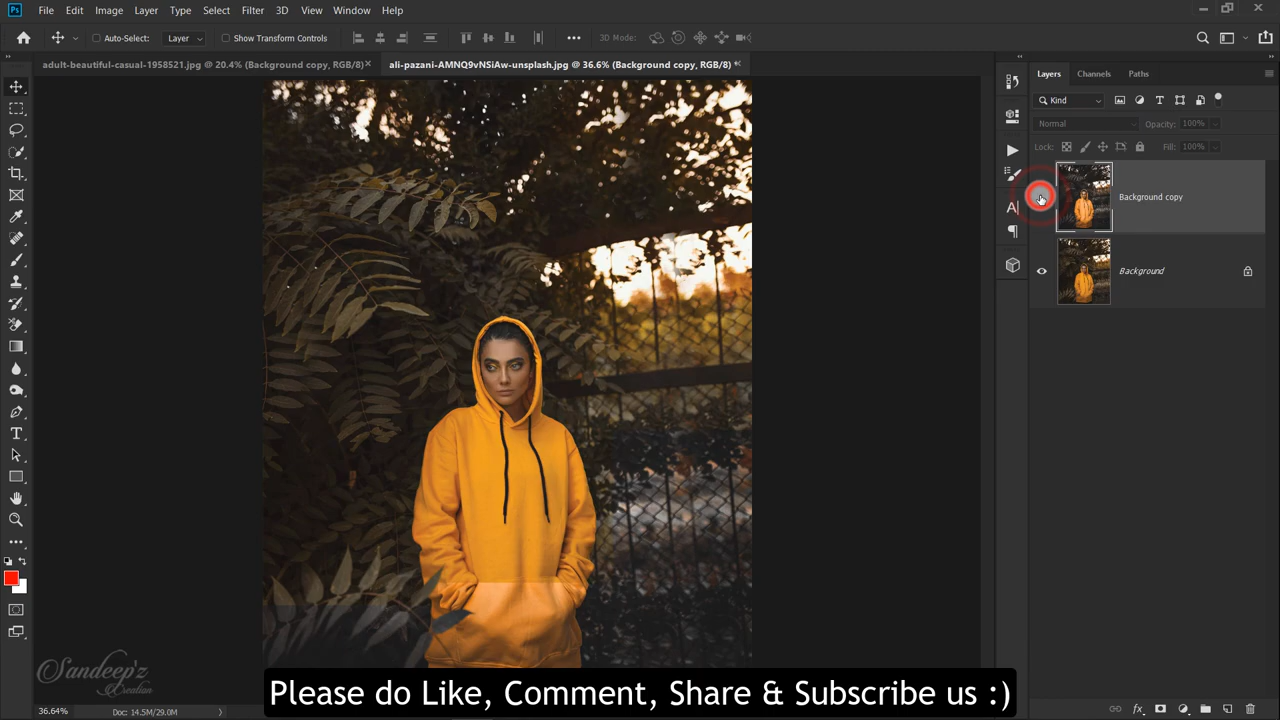 Ps File Edit Image Layer Type Select Filter 3D View Window Help
Auto-Select: Layer Show Transform Controls 3D Mode:
adult-beautiful-casual-1958521.jpg @ 20.4% (Background copy, RGB/8)
ali-pazani-AMNQ9vNSiAw-unsplash.jpg @ 36.6% (Background copy, RGB/8)
Layers Channels Paths
Kind
Normal Opacity: 100%
Lock: Fill: 100%
Background copy
Background
Sandeep'z
Creation
Please do Like, Comment, Share & Subscribe us :)
36.64% Doc: 14.5M/29.0M